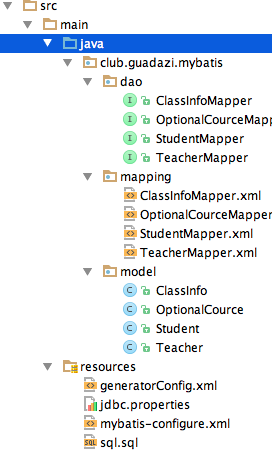 src
main
java
club.guadazi.mybatis
dao
ClassInfoMapper
OptionalCourceMapper
StudentMapper
TeacherMapper
mapping
ClassInfoMapper.xml
OptionalCourceMapper
StudentMapper.xml
TeacherMapper.xml
model
ClassInfo
OptionalCource
Student
Teacher
resources
generatorConfig.xml
jdbc.properties
mybatis-configure.xml
sql.sql